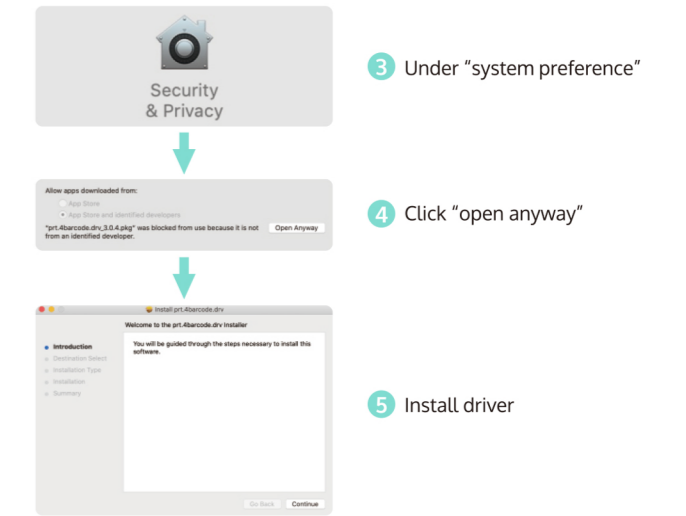 Security
& Privacy
3 Under “system preference”
Allow apps downloaded from:
App Store
App Store and identified developers
"prt.4barcode.drv_3.0.4.pkg" was blocked from use because it is not
from an identified developer.
Open Anyway
4 Click “open anyway”
Install prt.4barcode.drv
Welcome to the prt.4barcode.drv Installer
Introduction
Destination Select
Installation Type
Installation
Summary
You will be guided through the steps necessary to install this
software.
Go Back
Continue
5 Install driver